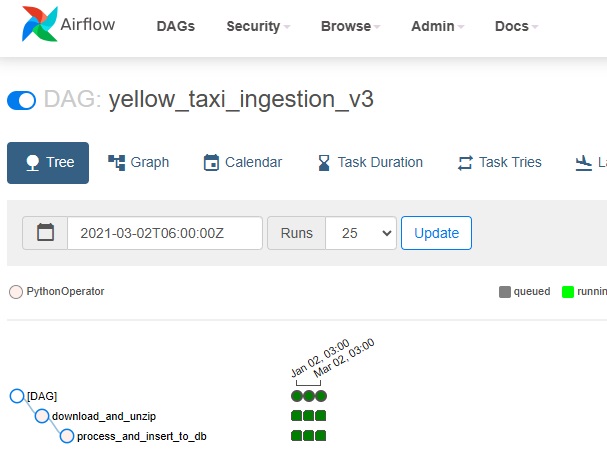 Airflow DAGs Security Browse Admin Docs
DAG: yellow_taxi_ingestion_v3
Tree Graph Calendar Task Duration Task Tries La
2021-03-02T06:00:00Z Runs 25 Update
PythonOperator queued runnin
Jan 02, 03:00
Mar 02, 03:00
[DAG]
download_and_unzip
process_and_insert_to_db